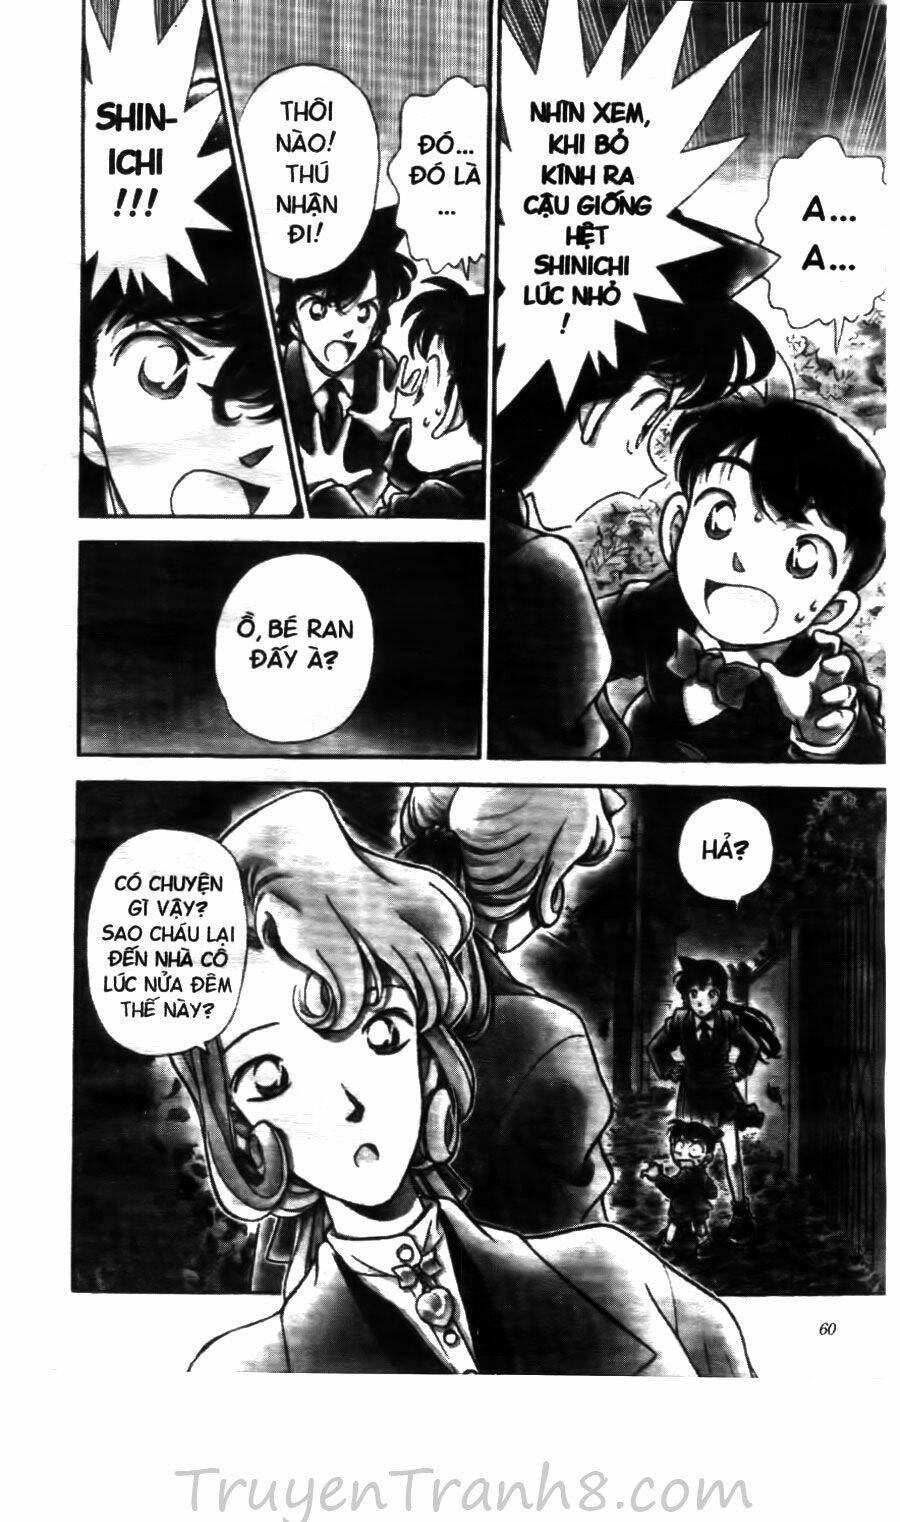 A...
A...
NHÌN XEM,
KHI BỎ
KÍNH RA
CẬU GIỐNG
HỆT
SHINICHI
LÚC NHỎ
!
ĐÓ...
ĐÓ LÀ
...
THÔI
NÀO!
THÚ
NHẬN
ĐI!
SHIN-
ICHI
!!!
Ồ, BÉ RAN
ĐẤY À?
HẢ?
CÓ CHUYỆN
GÌ VẬY?
SAO CHÁU LẠI
ĐẾN NHÀ CÔ
LÚC NỬA ĐÊM
THẾ NÀY?
60
TruyenTranh8.com